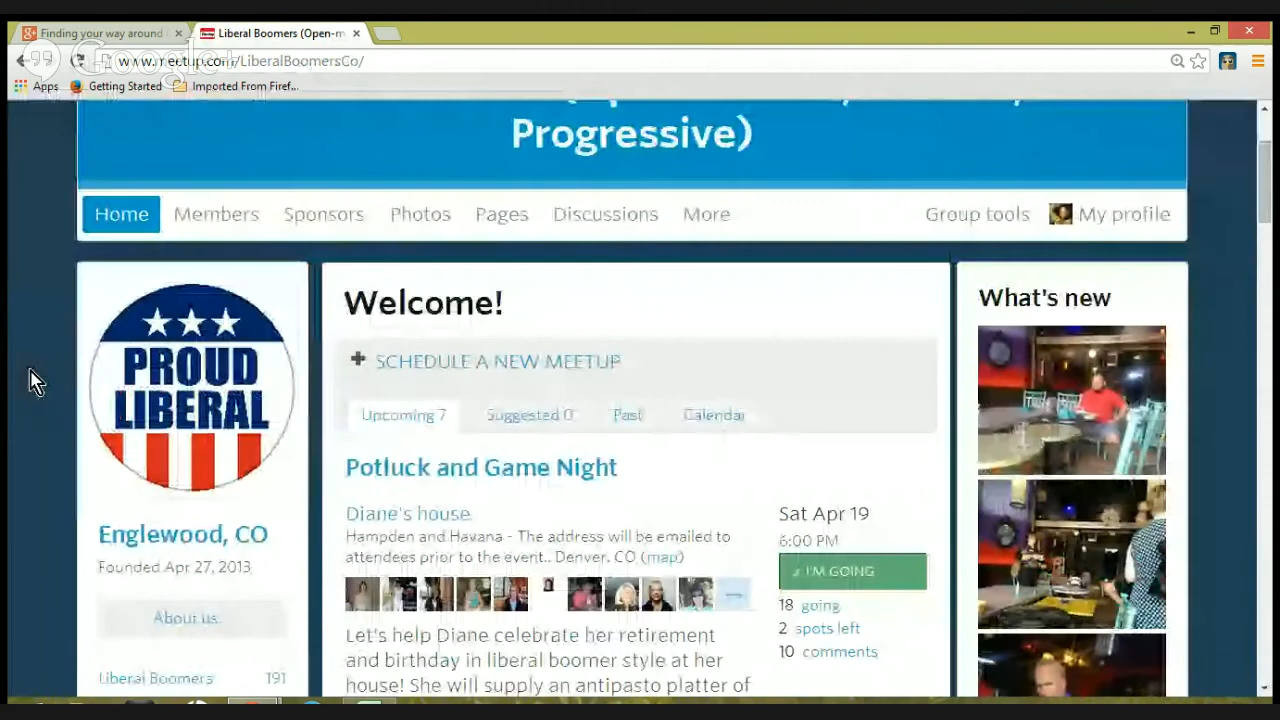 Finding your way around
Liberal Boomers (Open-m
Google+
www.meetup.com/LiberalBoomersCo/
Apps
Getting Started
Imported From Firef...
Progressive)
Home
Members
Sponsors
Photos
Pages
Discussions
More
Group tools
My profile
PROUD
LIBERAL
Englewood, CO
Founded Apr 27, 2013
About us
Liberal Boomers 191
Welcome!
SCHEDULE A NEW MEETUP
Upcoming 7
Suggested 0
Past
Calendar
Potluck and Game Night
Diane's house
Hampden and Havana - The address will be emailed to
attendees prior to the event.. Denver, CO (map)
Let's help Diane celebrate her retirement
and birthday in liberal boomer style at her
house! She will supply an antipasto platter of
Sat Apr 19
6:00 PM
I'M GOING
18 going
2 spots left
10 comments
What's new